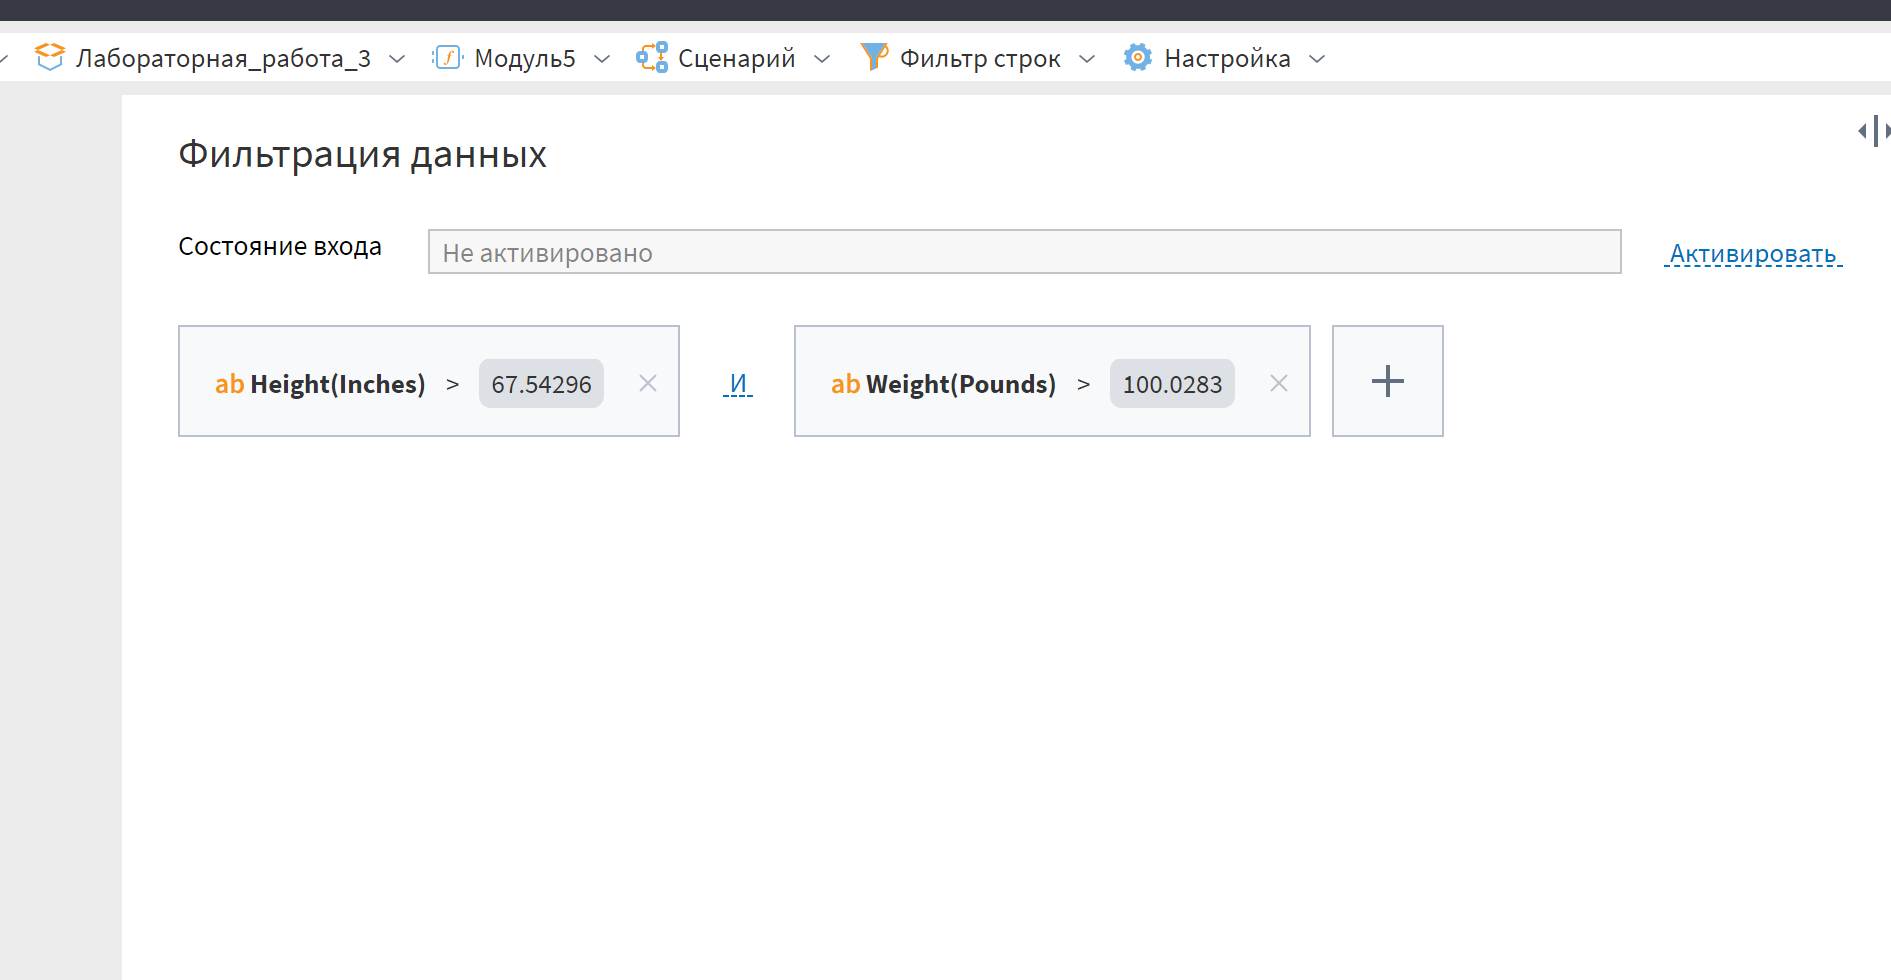 Лабораторная_работа_3 Модуль5 Сценарий Фильтр строк Настройка
Фильтрация данных
Состояние входа Не активировано Активировать
ab Height(Inches) > 67.54296 И ab Weight(Pounds) > 100.0283